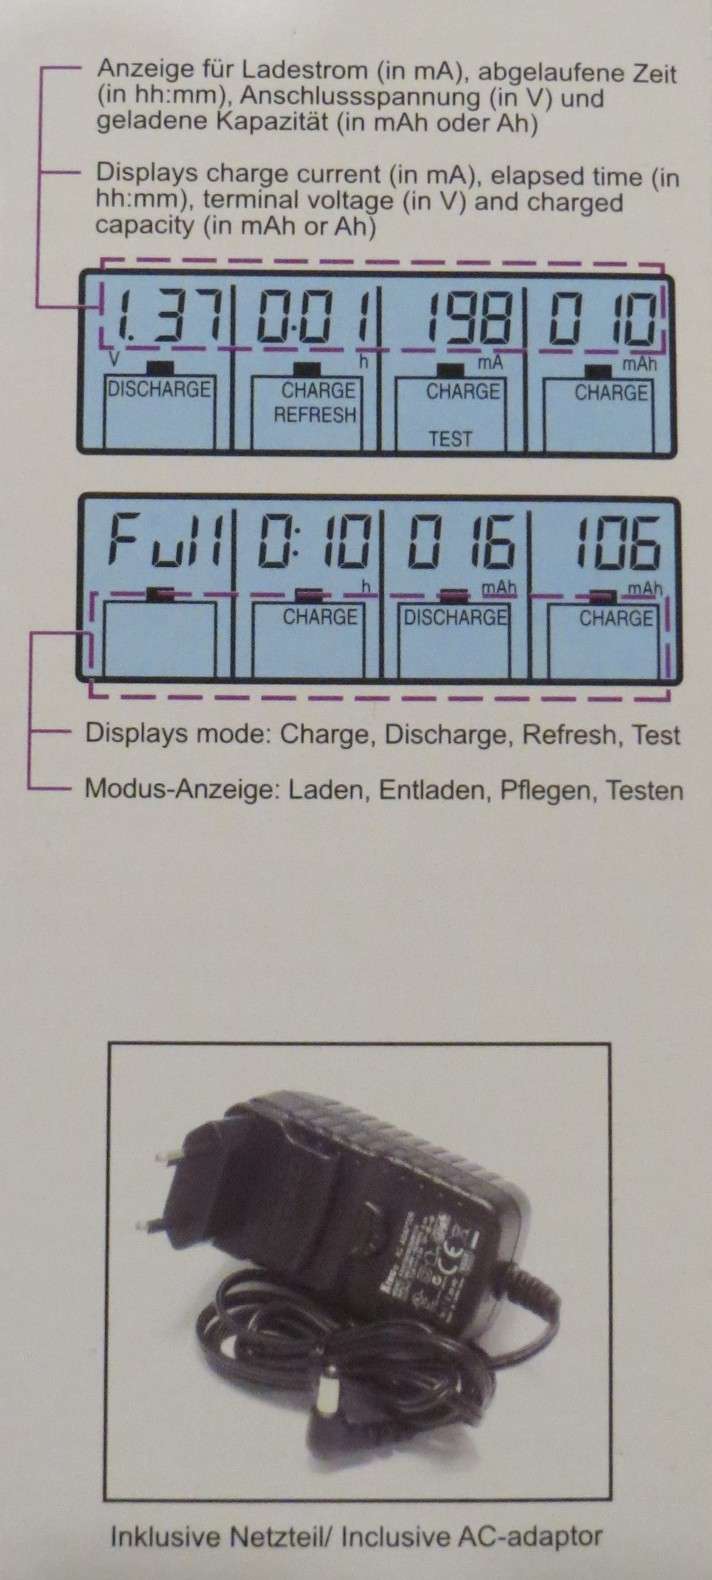 Anzeige für Ladestrom (in mA), abgelaufene Zeit
(in hh:mm), Anschlussspannung (in V) und
geladene Kapazität (in mAh oder Ah)
Displays charge current (in mA), elapsed time (in
hh:mm), terminal voltage (in V) and charged
capacity (in mAh or Ah)
1.37 0:01 198 010
V h mA mAh
DISCHARGE CHARGE CHARGE CHARGE
REFRESH
TEST
Full 0:10 016 106
h mAh mAh
CHARGE DISCHARGE CHARGE
Displays mode: Charge, Discharge, Refresh, Test
Modus-Anzeige: Laden, Entladen, Pflegen, Testen
AC ADAPTOR
CE
Inklusive Netzteil/ Inclusive AC-adaptor